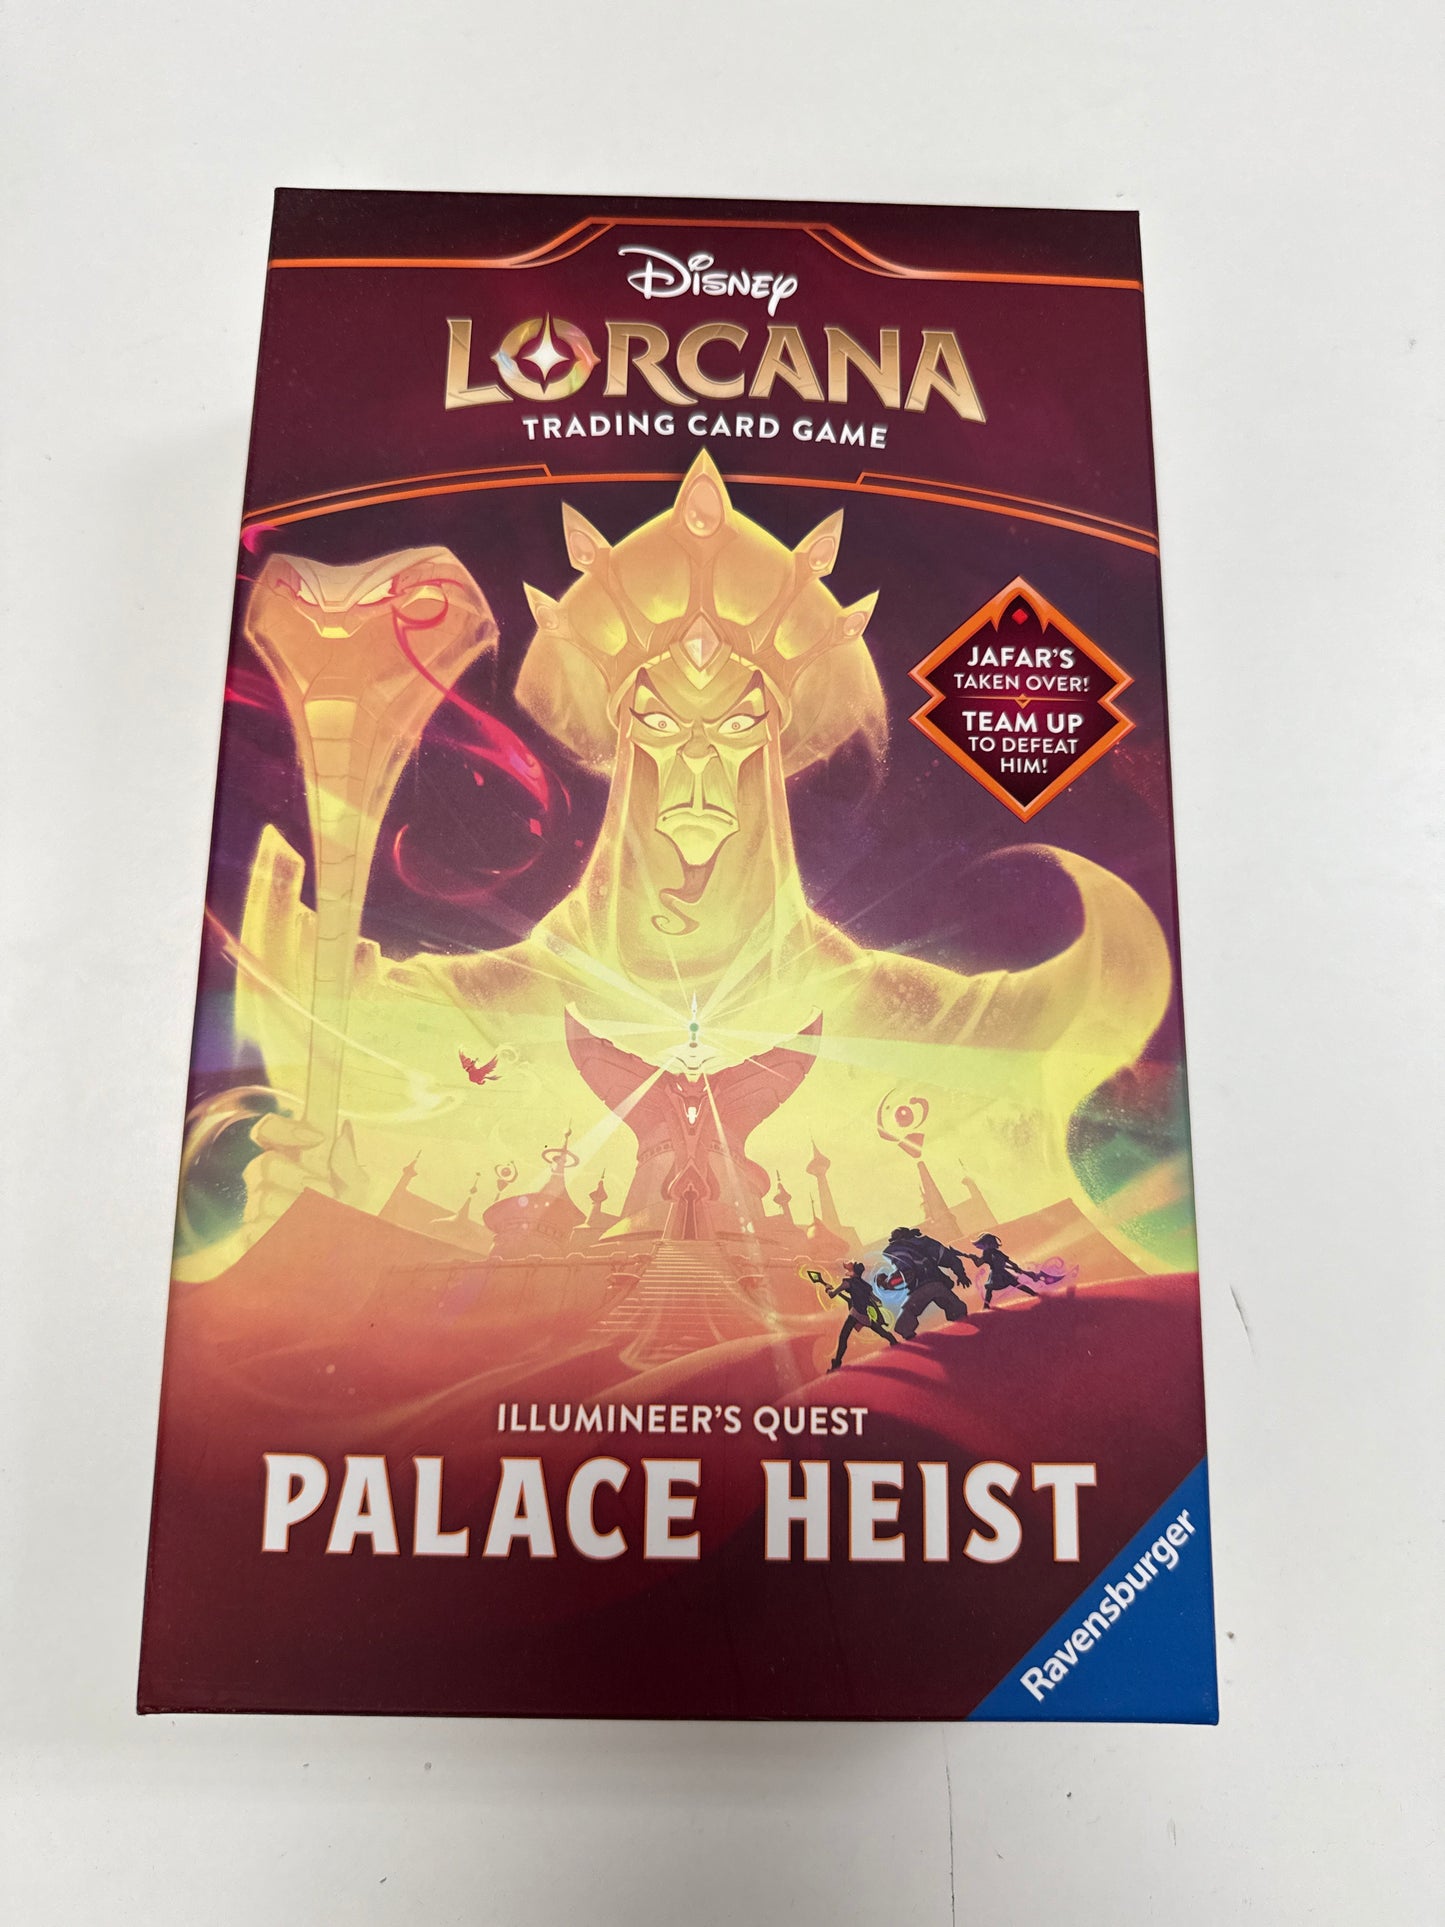 Disney
LORCANA
TRADING CARD GAME
JAFAR'S
TAKEN OVER!
TEAM UP
TO DEFEAT
HIM!
ILLUMINEER'S QUEST
PALACE HEIST
Ravensburger